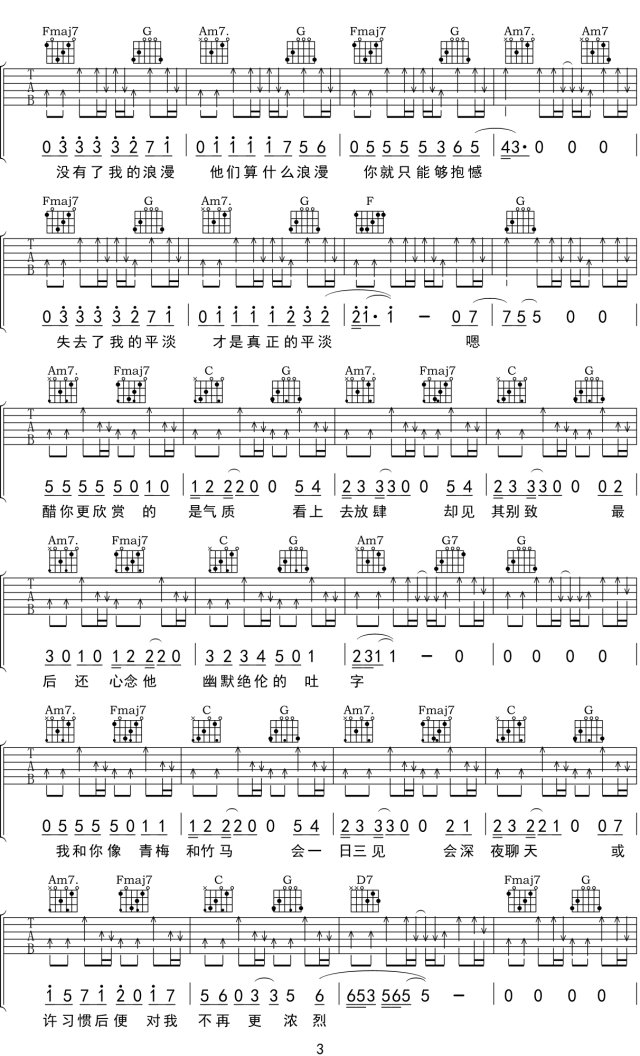 Fmaj7 G Am7. G Fmaj7 G Am7. Am7
T A B
0 3 3 3 3 2 7 1 | 0 1 1 1 1 7 5 6 | 0 5 5 5 5 3 6 5 | 4 3· 0 0 0
没有了我的浪漫 他们算什么浪漫 你就只能够抱憾
Fmaj7 G Am7. G F G
T A B
0 3 3 3 3 2 7 1 | 0 1 1 1 1 2 3 2 | 2 1· 1 – 0 7 | 7 5 5 0 0
失去了我的平淡 才是真正的平淡 嗯
Am7. Fmaj7 C G Am7. Fmaj7 C G
T A B
5 5 5 5 5 0 1 0 | 1 2 2 2 0 0 5 4 | 2 3 3 3 0 0 5 4 | 2 3 3 3 0 0 0 2
醋你更欣赏的 是气质 看上 去放肆 却见 其别致 最
Am7. Fmaj7 C G Am7 G7 G
T A B
3 0 1 0 1 2 2 2 0 | 3 2 3 4 5 0 1 | 2 3 1 1 – 0 | 0 0 0 0
后 还 心念他 幽默绝伦的 吐 字
Am7. Fmaj7 C G Am7. Fmaj7 C G
T A B
0 5 5 5 5 0 1 1 | 1 2 2 2 0 0 5 4 | 2 3 3 3 0 0 2 1 | 2 3 2 2 1 0 0 7
我和你像 青梅 和竹马 会一 日三见 会深 夜聊天 或
Am7. Fmaj7 C G D7 Fmaj7 G
T A B
1 5 7 1 2 0 1 7 | 5 6 0 3 3 5 6 | 6 5 3 5 6 5 5 – | 0 0 0 0
许习惯后便 对我 不再 更 浓烈
3